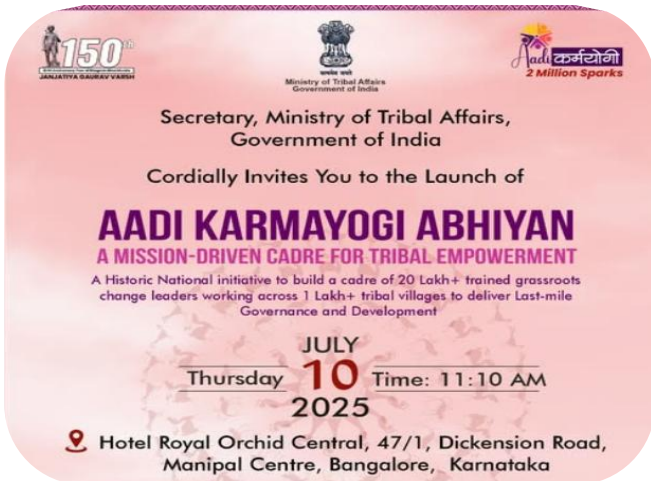 150th
JANJATIYA GAURAV VARSH
सत्यमेव जयते
Ministry of Tribal Affairs
Government of India
Aadi कर्मयोगी
2 Million Sparks
Secretary, Ministry of Tribal Affairs,
Government of India
Cordially Invites You to the Launch of
AADI KARMAYOGI ABHIYAN
A MISSION-DRIVEN CADRE FOR TRIBAL EMPOWERMENT
A Historic National initiative to build a cadre of 20 Lakh+ trained grassroots
change leaders working across 1 Lakh+ tribal villages to deliver Last-mile
Governance and Development
JULY
Thursday 10 Time: 11:10 AM
2025
Hotel Royal Orchid Central, 47/1, Dickension Road,
Manipal Centre, Bangalore, Karnataka